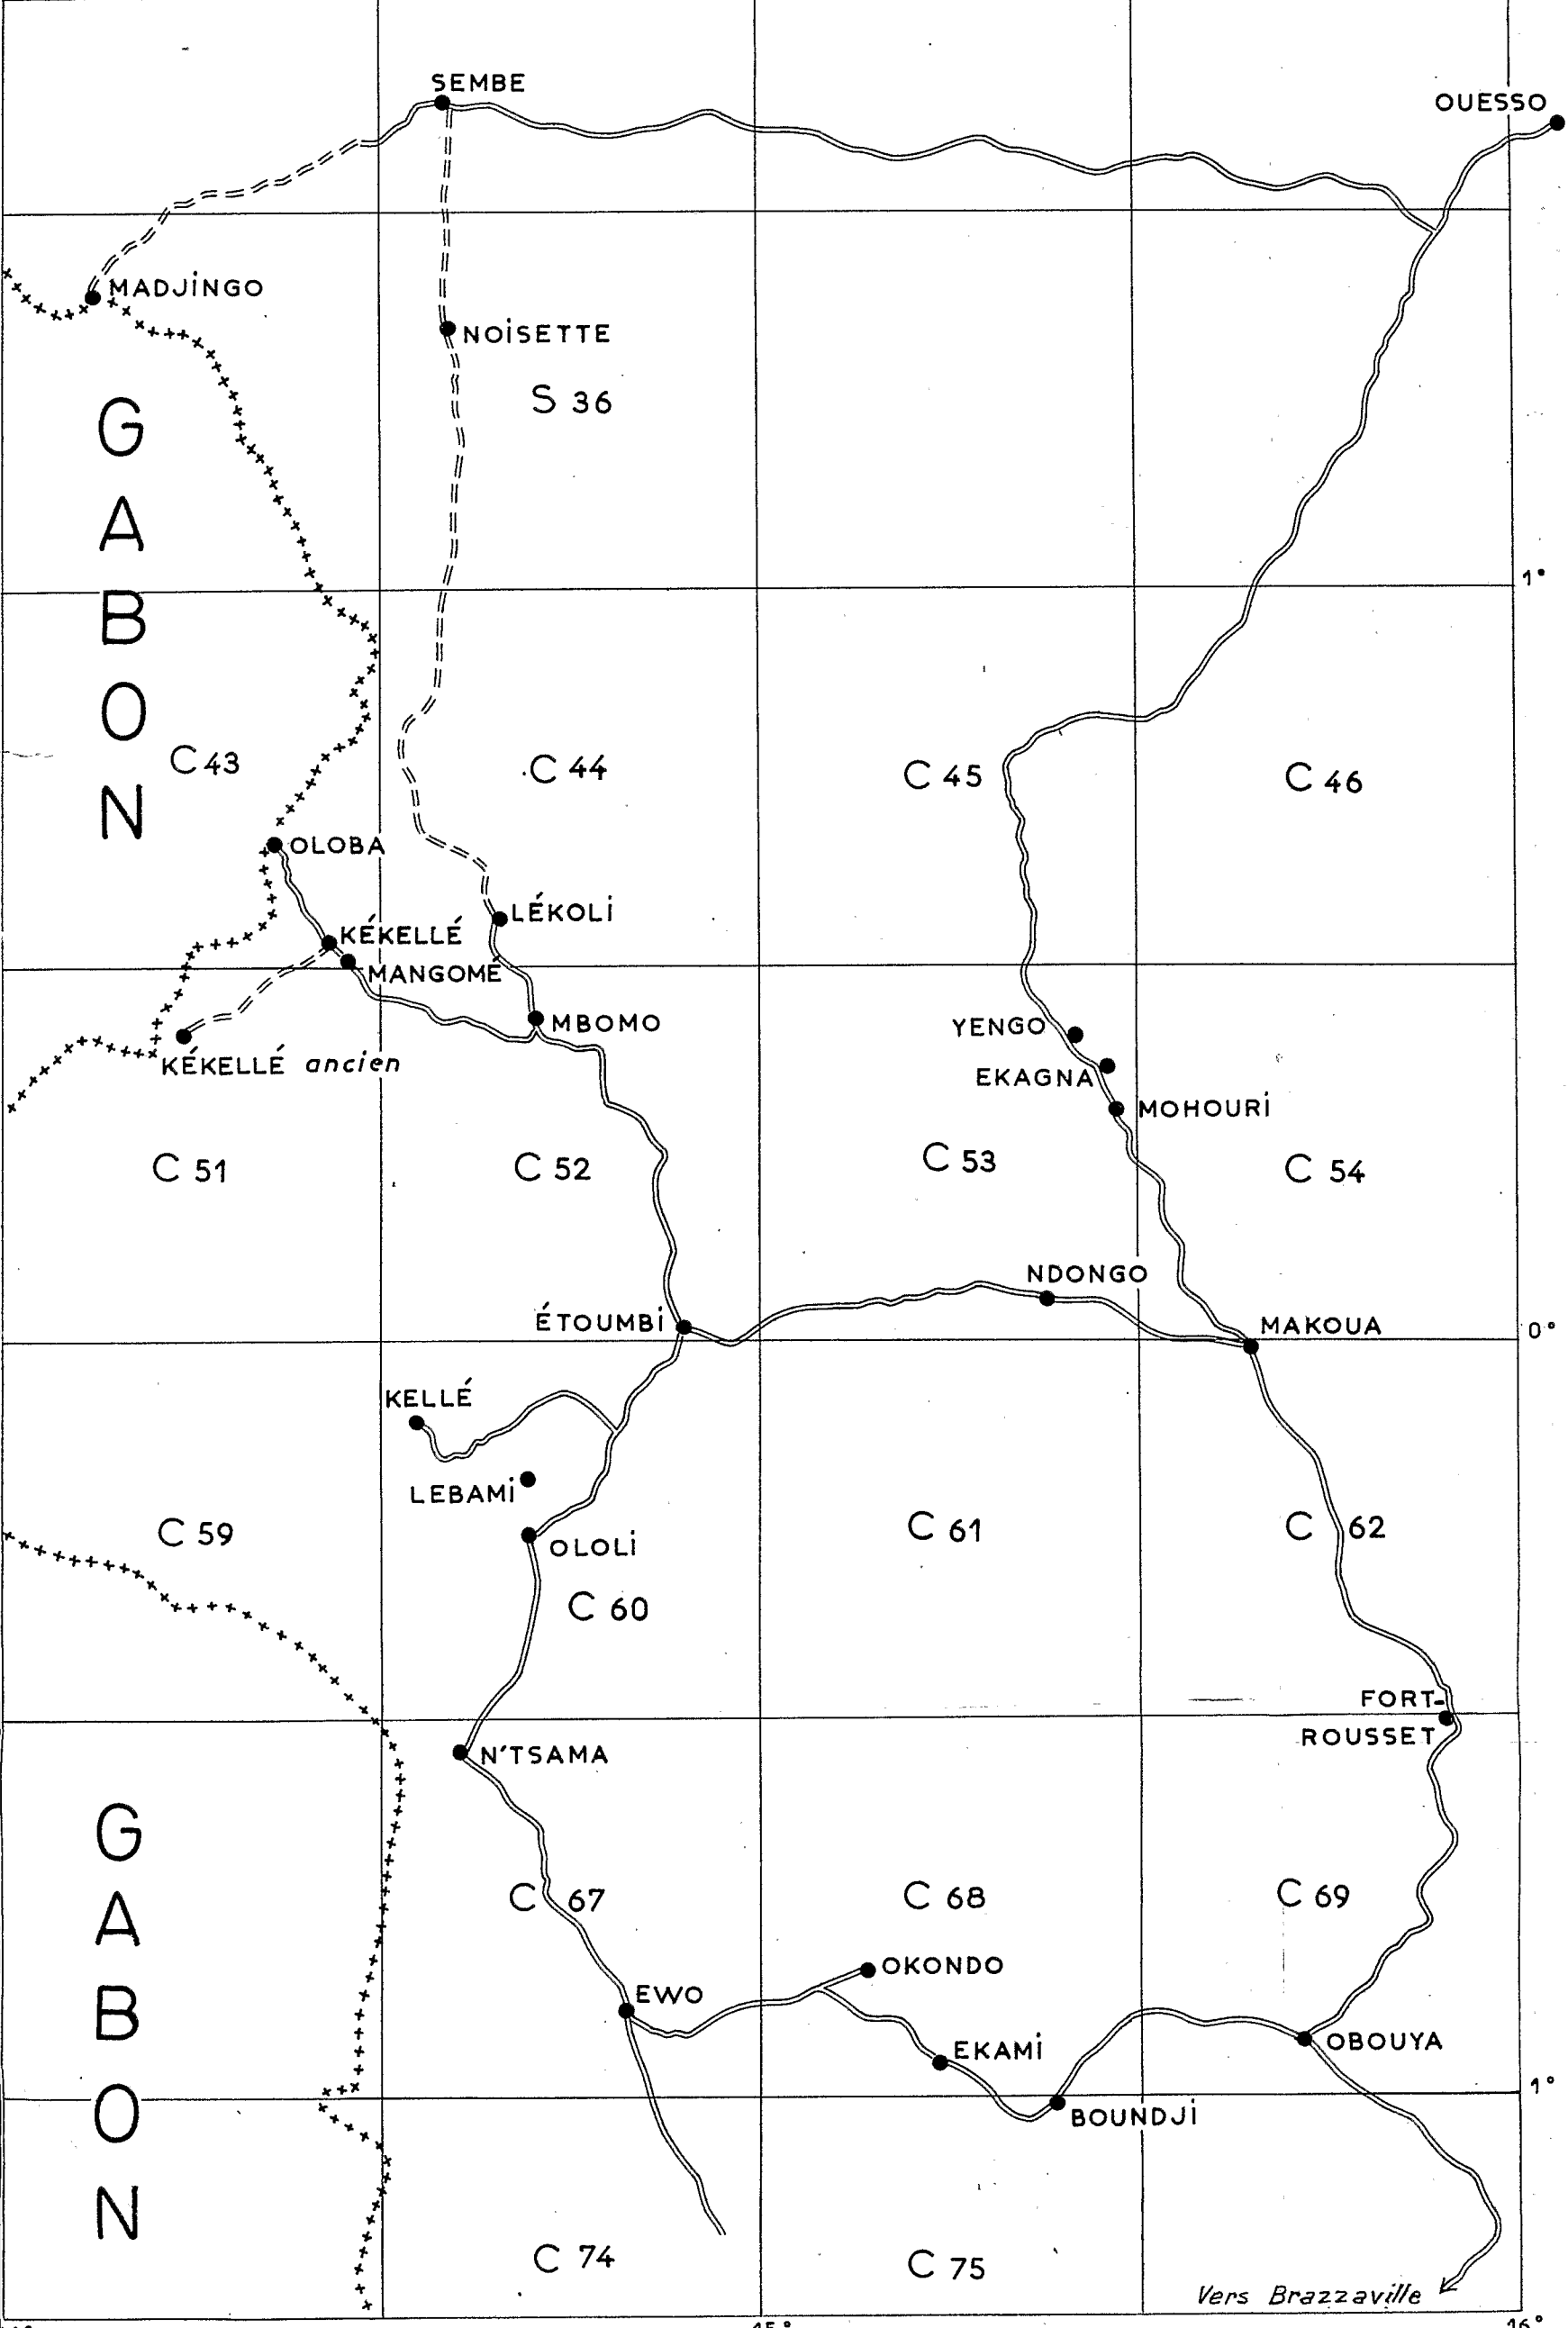 SEMBE
OUESSO
MADJiNGO
NOiSETTE
S 36
GABON
1°
C 43
C 44
C 45
C 46
OLOBA
LÉKOLi
KÉKELLÉ
MANGOMÉ
MBOMO
YENGO
KÉKELLÉ ancien
EKAGNA
MOHOURi
C 51
C 52
C 53
C 54
NDONGO
ÉTOUMBi
MAKOUA
0°
KELLÉ
LEBAMi
C 59
OLOLi
C 61
C 62
C 60
FORT-
ROUSSET
N'TSAMA
GABON
C 67
C 68
C 69
OKONDO
EWO
EKAMi
OBOUYA
1°
BOUNDJi
C 74
C 75
Vers Brazzaville
15°
16°